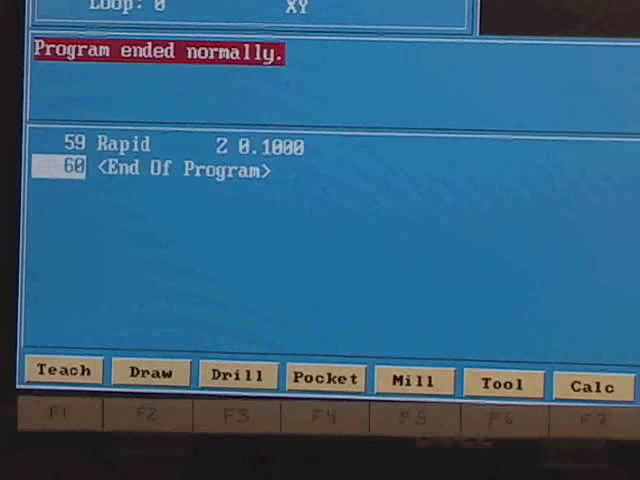 Loop: 0 XY
Program ended normally.
59 Rapid Z 0.1000
60 <End Of Program>
Teach Draw Drill Pocket Mill Tool Calc
F1 F2 F3 F4 F5 F6 F7